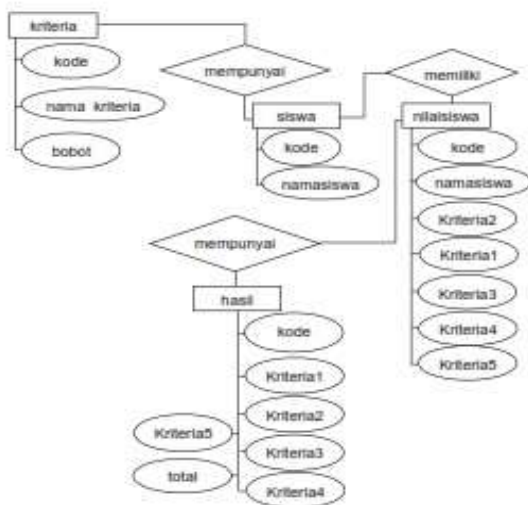 kriteria
kode
nama kriteria
bobot
mempunyai
siswa
kode
namasiswa
memiliki
nilaisiswa
kode
namasiswa
Kriteria2
Kriteria1
Kriteria3
Kriteria4
Kriteria5
mempunyai
hasil
kode
Kriteria1
Kriteria2
Kriteria3
Kriteria4
Kriteria5
total